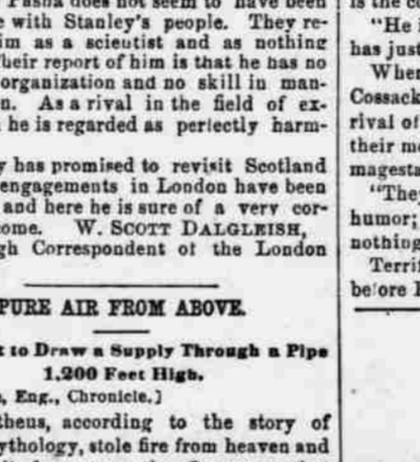 Pasha does not seem to have been
with Stanley's people. They re-
im as a scientist and as nothing
heir report of him is that he has no
organization and no skill in man-
n. As a rival in the field of ex-
he is regarded as perfectly harm-
y has promised to revisit Scotland
engagements in London have been
and here he is sure of a very cor-
come. W. SCOTT DALGLEISH,
gh Correspondent of the London
PURE AIR FROM ABOVE.
t to Draw a Supply Through a Pipe
1,200 Feet High.
, Eng., Chronicle.]
theus, according to the story of
ythology, stole fire from heaven and
is the c
"He
has jus
When
Cossack
rival of
their m
magesta
"They
humor;
nothing
Terri
before